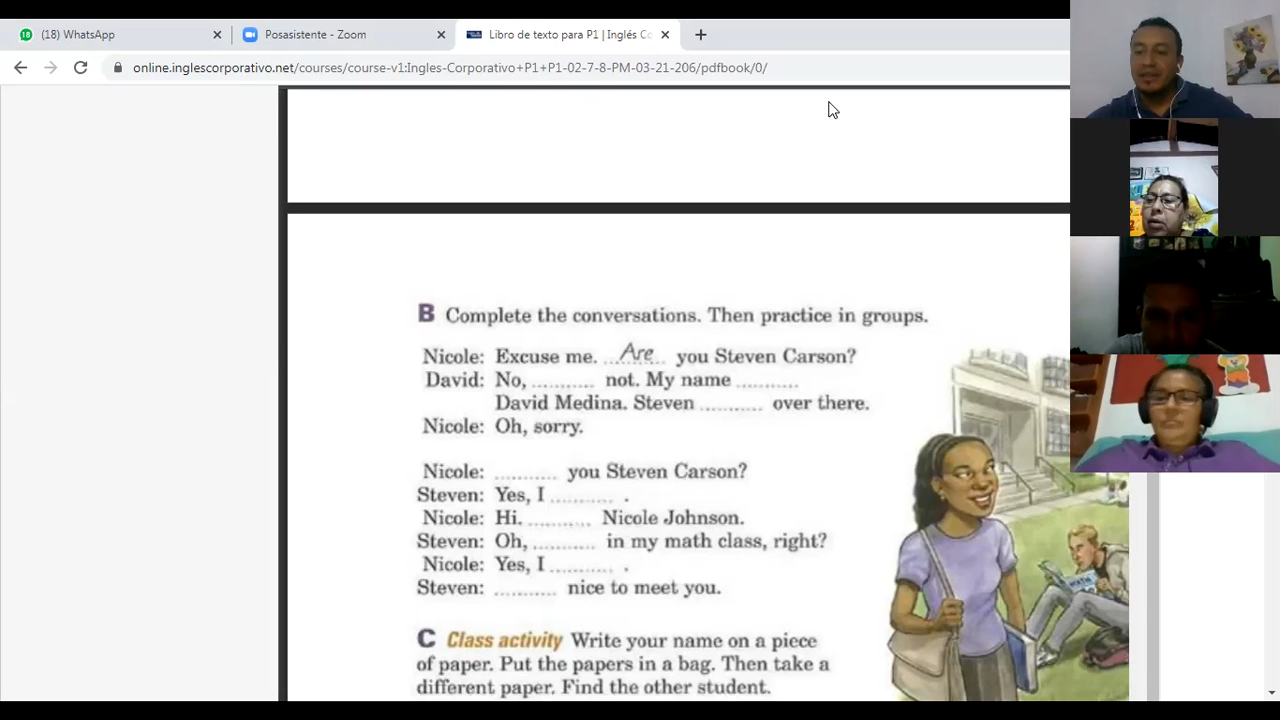 (18) WhatsApp
Posasistente - Zoom
Libro de texto para P1 | Inglés Co
online.inglescorporativo.net/courses/course-v1:Ingles-Corporativo+P1+P1-02-7-8-PM-03-21-206/pdfbook/0/
B Complete the conversations. Then practice in groups.
Nicole: Excuse me. Are you Steven Carson?
David: No, .......... not. My name ..........
David Medina. Steven .......... over there.
Nicole: Oh, sorry.
Nicole: .......... you Steven Carson?
Steven: Yes, I .......... .
Nicole: Hi. .......... Nicole Johnson.
Steven: Oh, .......... in my math class, right?
Nicole: Yes, I .......... .
Steven: .......... nice to meet you.
C Class activity Write your name on a piece
of paper. Put the papers in a bag. Then take a
different paper. Find the other student.